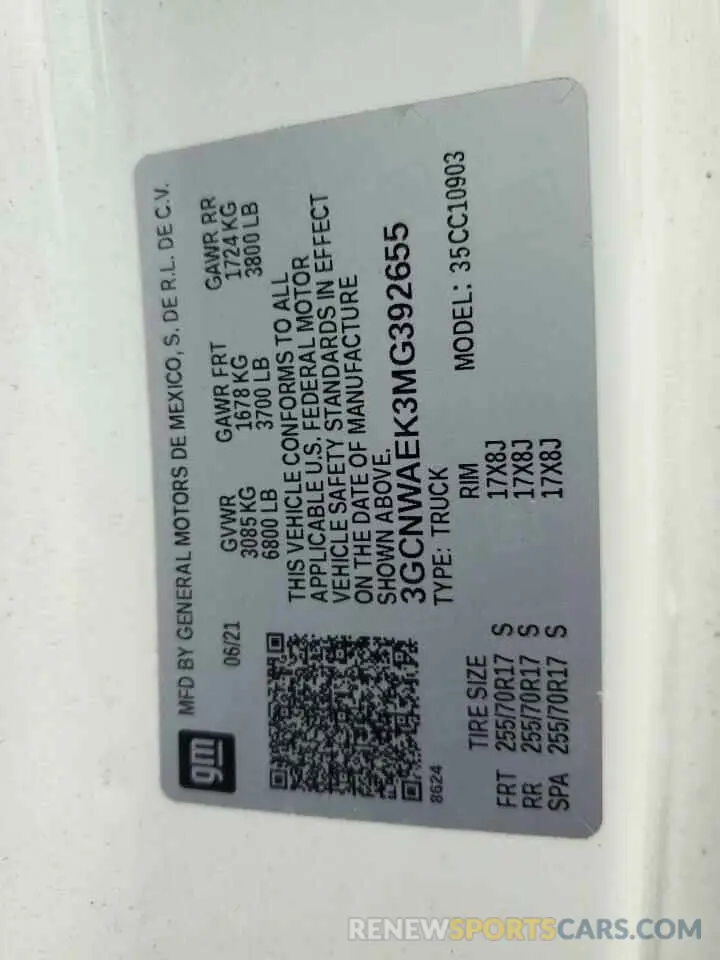 gm
MFD BY GENERAL MOTORS DE MEXICO, S. DE R.L. DE C.V.
06/21 GVWR GAWR FRT GAWR RR
3085 KG 1678 KG 1724 KG
6800 LB 3700 LB 3800 LB
THIS VEHICLE CONFORMS TO ALL
APPLICABLE U.S. FEDERAL MOTOR
VEHICLE SAFETY STANDARDS IN EFFECT
ON THE DATE OF MANUFACTURE
SHOWN ABOVE.
3GCNWAEK3MG392655
8624 TYPE: TRUCK MODEL: 35CC10903
TIRE SIZE RIM
FRT 255/70R17 S 17X8J
RR 255/70R17 S 17X8J
SPA 255/70R17 S 17X8J
RENEWSPORTSCARS.COM